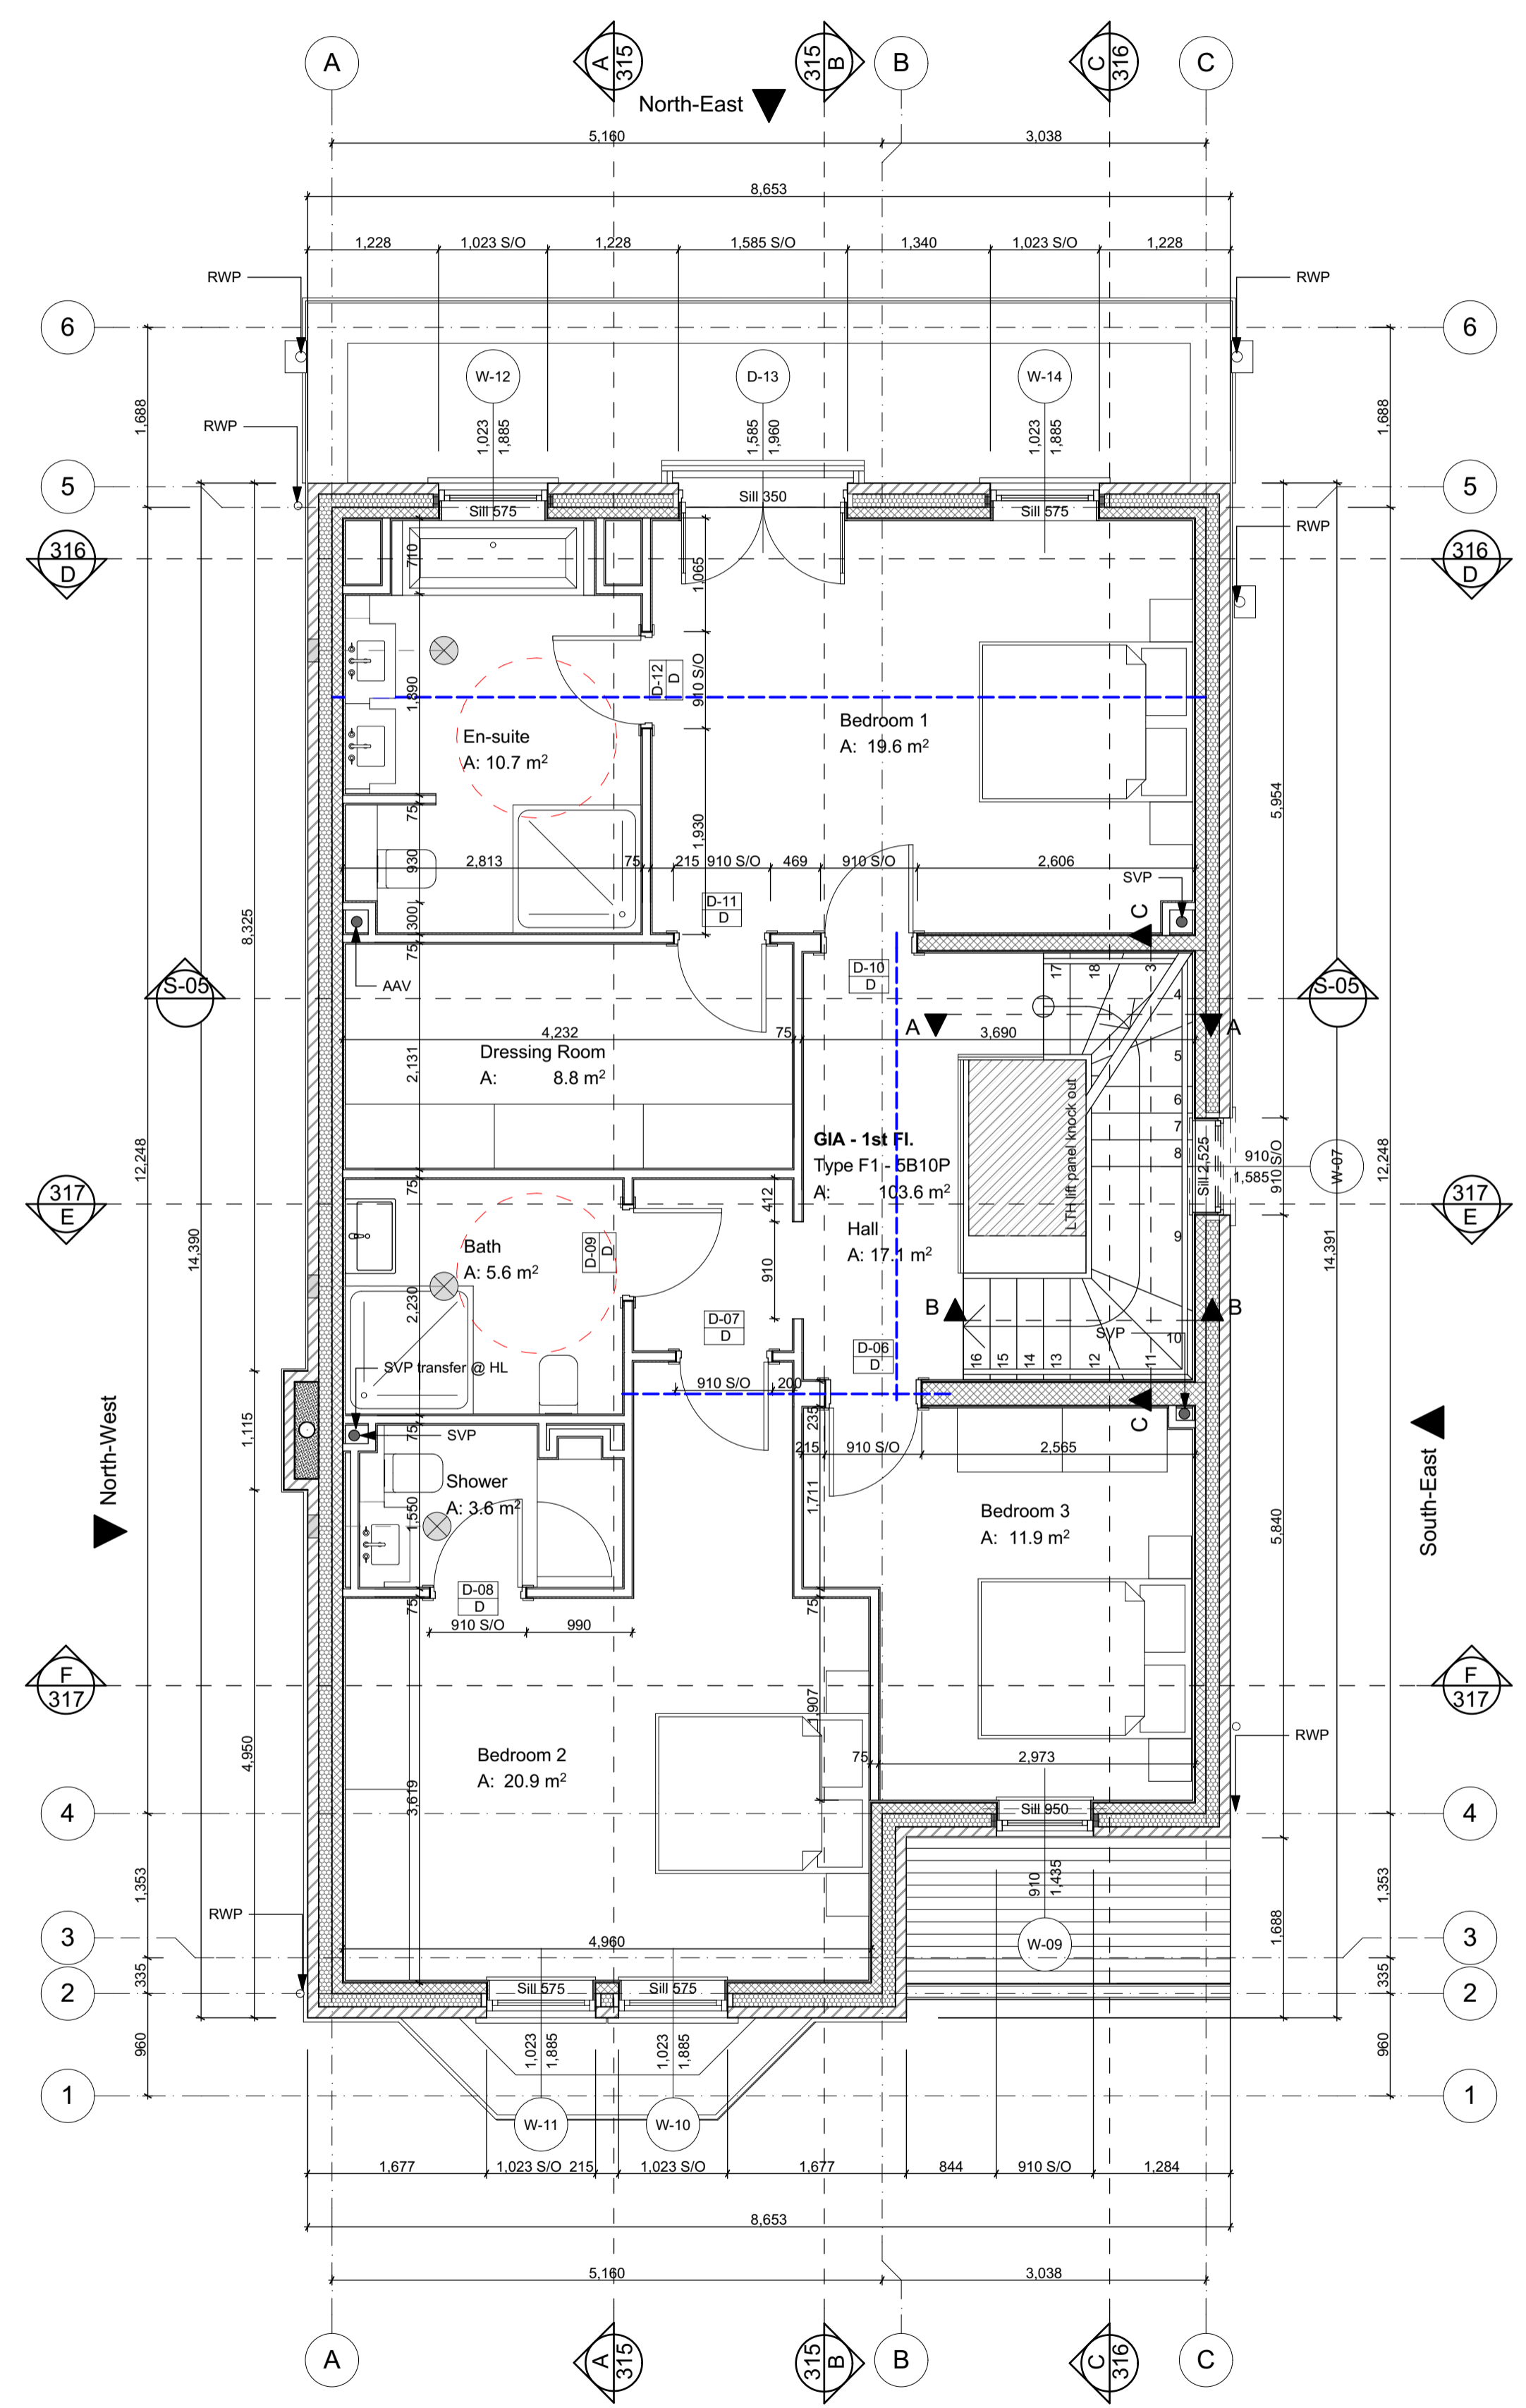 A
A
315
315
B
B
C
316
C
North-East
5,160
3,038
8,653
1,228
1,023 S/O
1,228
1,585 S/O
1,340
1,023 S/O
1,228
RWP
RWP
6
6
W-12
D-13
W-14
1,023
1,885
1,585
1,960
1,023
1,885
1,688
1,688
RWP
5
5
Sill 575
Sill 350
Sill 575
RWP
316
D
316
D
710
1,065
D-12
D
910 S/O
1,890
Bedroom 1
A: 19.6 m²
En-suite
A: 10.7 m²
5,954
75
1,930
930
2,813
75
215
910 S/O
469
910 S/O
2,606
SVP
D-11
D
C
300
8,325
75
D-10
D
17
18
3
AAV
S-05
S-05
4
A
A
4,232
75
3,690
Dressing Room
A: 8.8 m²
2,131
5
6
7
8
9
LTH lift panel knock out
GIA - 1st Fl.
Type F1 - 5B10P
A: 103.6 m²
12,248
Sill 2,525
910
1,585
910 S/O
W-07
12,248
75
412
317
E
317
E
Hall
A: 17.1 m²
Bath
A: 5.6 m²
D-09
D
910
14,390
14,391
2,230
B
B
D-07
D
D-06
D
SVP
10
16
15
14
13
12
11
SVP transfer @ HL
910 S/O
200
C
North-West
1,115
75
SVP
235
215
910 S/O
2,565
South-East
Shower
A: 3.6 m²
1,550
1,711
Bedroom 3
A: 11.9 m²
5,840
D-08
D
75
75
910 S/O
990
F
317
F
317
1,907
RWP
Bedroom 2
A: 20.9 m²
4,950
75
2,973
3,619
4
4
Sill 950
910
1,435
1,353
1,353
RWP
1,688
3
3
4,960
W-09
335
335
2
2
Sill 575
Sill 575
1,023
1,885
1,023
1,885
960
960
1
1
W-11
W-10
1,677
1,023 S/O
215
1,023 S/O
1,677
844
910 S/O
1,284
8,653
5,160
3,038
A
A
315
315
B
B
C
316
C